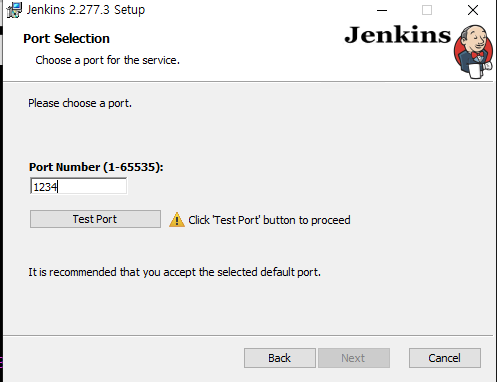 Jenkins 2.277.3 Setup
Port Selection
Choose a port for the service.
Jenkins
Please choose a port.
Port Number (1-65535):
1234
Test Port
Click 'Test Port' button to proceed
It is recommended that you accept the selected default port.
Back
Next
Cancel